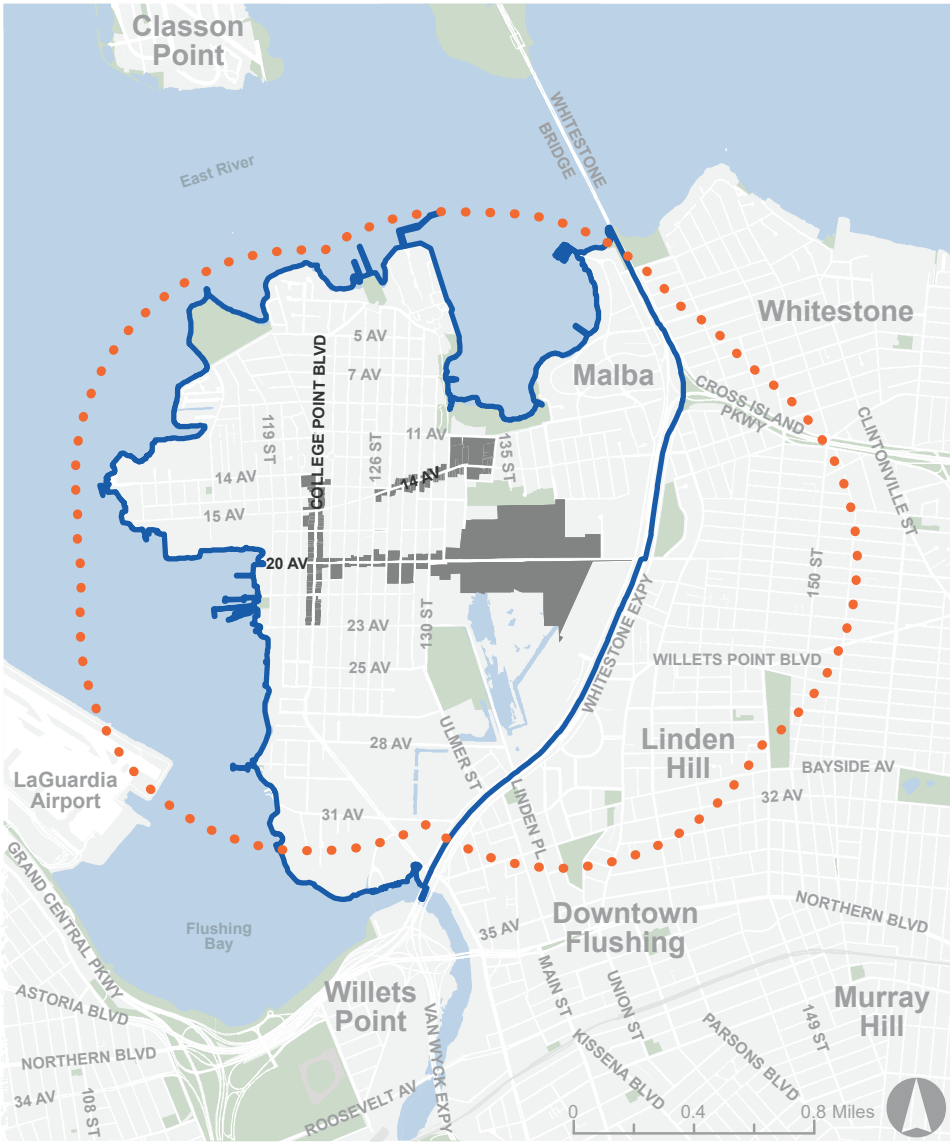 Classon
Point
WHITESTONE
BRIDGE
East River
Whitestone
5 AV
COLLEGE POINT BLVD
7 AV
Malba
CROSS ISLAND
PKWY
CLINTONVILLE ST
119 ST
126 ST
11 AV
135 ST
14 AV
14 AV
15 AV
20 AV
150 ST
130 ST
23 AV
WHITESTONE EXPY
25 AV
WILLETS POINT BLVD
ULMER ST
28 AV
Linden
Hill
LaGuardia
Airport
BAYSIDE AV
LINDEN PL
32 AV
31 AV
GRAND CENTRAL PKWY
Flushing
Bay
35 AV
Downtown
Flushing
NORTHERN BLVD
Willets
Point
MAIN ST
UNION ST
Murray
Hill
ASTORIA BLVD
VAN WYCK EXPY
KISSENA BLVD
PARSONS BLVD
149 ST
NORTHERN BLVD
34 AV
108 ST
ROOSEVELT AV
0 0.4 0.8 Miles